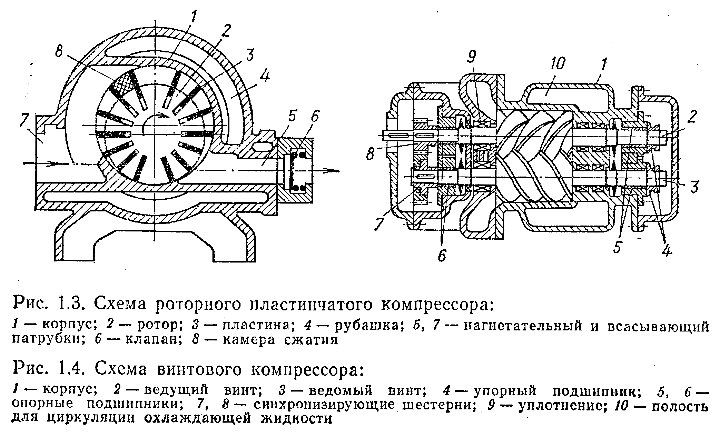 1
2
3
4
5
6
7
8
9
10
1
2
3
4
5
6
7
8
Рис. 1.3. Схема роторного пластинчатого компрессора:
1 — корпус; 2 — ротор; 3 — пластина; 4 — рубашка; 5, 7 — нагнетательный и всасывающий
патрубки; 6 — клапан; 8 — камера сжатия
Рис. 1.4. Схема винтового компрессора:
1 — корпус; 2 — ведущий винт; 3 — ведомый винт; 4 — упорный подшипник; 5, 6 —
опорные подшипники; 7, 8 — синхронизирующие шестерни; 9 — уплотнение; 10 — полость
для циркуляции охлаждающей жидкости